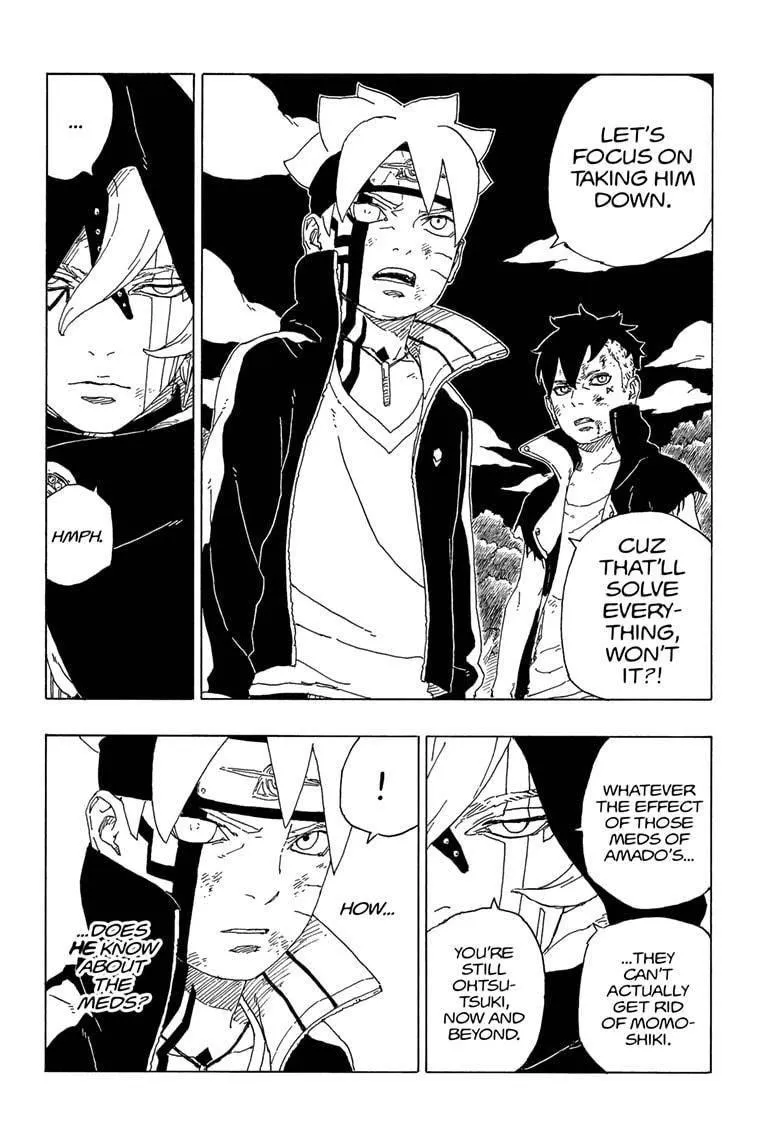 LET'S
FOCUS ON
TAKING HIM
DOWN.
CUZ
THAT'LL
SOLVE
EVERY-
THING,
WON'T
IT?!
...
HMPH.
WHATEVER
THE EFFECT
OF THOSE
MEDS OF
AMADO'S...
...THEY
CAN'T
ACTUALLY
GET RID
OF MOMO-
SHIKI.
YOU'RE
STILL
OHTSU-
TSUKI,
NOW AND
BEYOND.
!
HOW...
...DOES
HE KNOW
ABOUT
THE
MEDS?